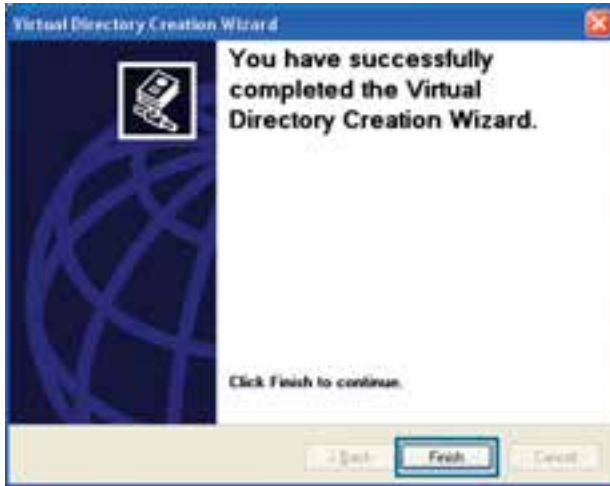 Virtual Directory Creation Wizard
You have successfully
completed the Virtual
Directory Creation Wizard.
Click Finish to continue.
< Back
Finish
Cancel